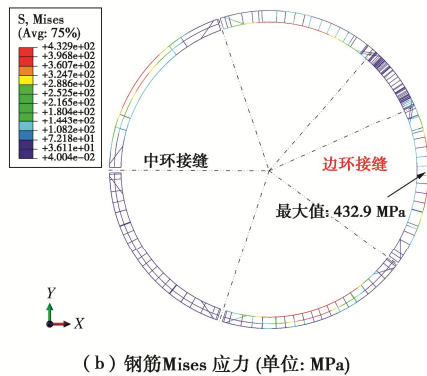 S, Mises
(Avg: 75%)
+4.329e+02
+3.968e+02
+3.607e+02
+3.247e+02
+2.886e+02
+2.525e+02
+2.165e+02
+1.804e+02
+1.443e+02
+1.082e+02
+7.218e+01
+3.611e+01
+4.004e-02
中环接缝
边环接缝
最大值: 432.9 MPa
Y
X
(b) 钢筋Mises 应力 (单位: MPa)